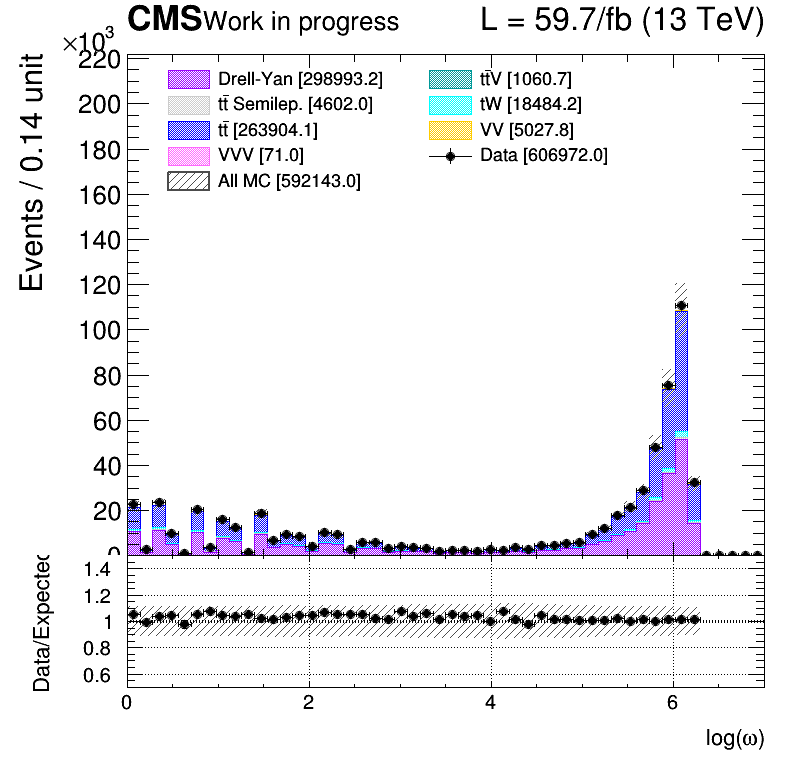 CMS Work in progress L = 59.7/fb (13 TeV)
×10³
Events / 0.14 unit
220
200
180
160
140
120
100
80
60
40
20
0
Drell-Yan [298993.2]
tt̄ Semilep. [4602.0]
tt̄ [263904.1]
VVV [71.0]
All MC [592143.0]
tt̄V [1060.7]
tW [18484.2]
VV [5027.8]
Data [606972.0]
Data/Expected
1.4
1.2
1
0.8
0.6
0 2 4 6
log(ω)